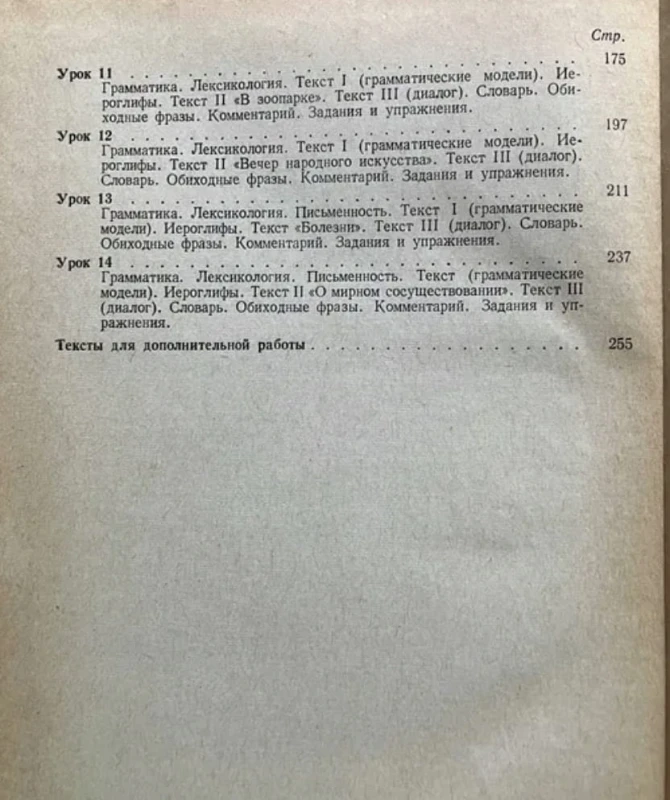 Стр.
Урок 11 . . . . . . . . . . . . . . . . . . . . . . . . . . . . 175
Грамматика. Лексикология. Текст I (грамматические модели). Ие-
роглифы. Текст II «В зоопарке». Текст III (диалог). Словарь. Оби-
ходные фразы. Комментарий. Задания и упражнения.
Урок 12 . . . . . . . . . . . . . . . . . . . . . . . . . . . . 197
Грамматика. Лексикология. Текст I (грамматические модели). Ие-
роглифы. Текст II «Вечер народного искусства». Текст III (диалог).
Словарь. Обиходные фразы. Комментарий. Задания и упражнения.
Урок 13 . . . . . . . . . . . . . . . . . . . . . . . . . . . . 211
Грамматика. Лексикология. Письменность. Текст I (грамматические
модели). Иероглифы. Текст «Болезни». Текст III (диалог). Словарь.
Обиходные фразы. Комментарий. Задания и упражнения.
Урок 14 . . . . . . . . . . . . . . . . . . . . . . . . . . . . 237
Грамматика. Лексикология. Письменность. Текст (грамматические
модели). Иероглифы. Текст II «О мирном сосуществовании». Текст III
(диалог). Словарь. Обиходные фразы. Комментарий. Задания и уп-
ражнения.
Тексты для дополнительной работы . . . . . . . . . . . . . . . . 255